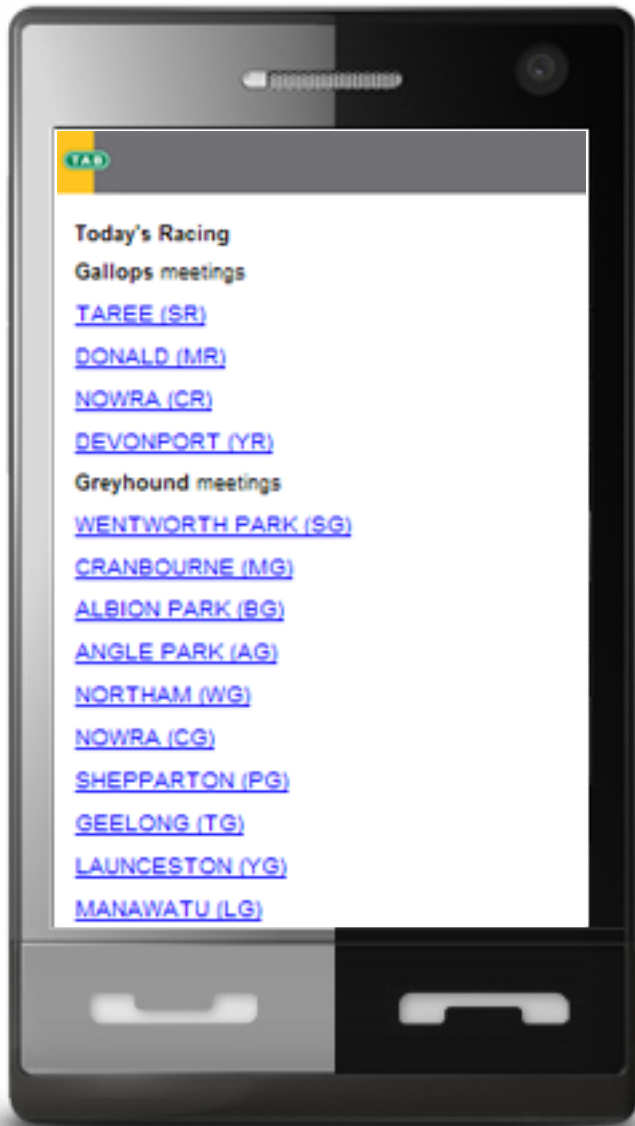 TAB
Today's Racing
Gallops meetings
TAREE (SR)
DONALD (MR)
NOWRA (CR)
DEVONPORT (YR)
Greyhound meetings
WENTWORTH PARK (SG)
CRANBOURNE (MG)
ALBION PARK (BG)
ANGLE PARK (AG)
NORTHAM (WG)
NOWRA (CG)
SHEPPARTON (PG)
GEELONG (TG)
LAUNCESTON (YG)
MANAWATU (LG)